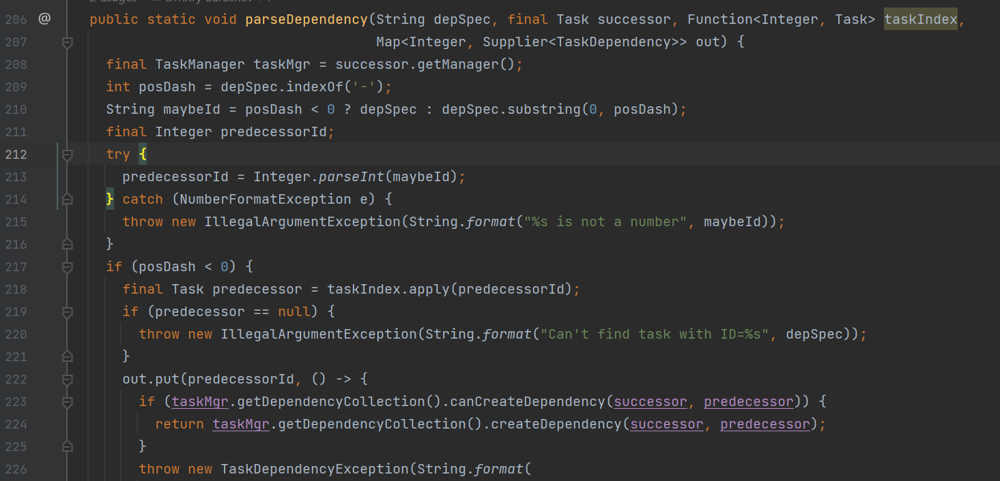 206 @ public static void parseDependency(String depSpec, final Task successor, Function<Integer, Task> taskIndex,
207 Map<Integer, Supplier<TaskDependency>> out) {
208 final TaskManager taskMgr = successor.getManager();
209 int posDash = depSpec.indexOf('-');
210 String maybeId = posDash < 0 ? depSpec : depSpec.substring(0, posDash);
211 final Integer predecessorId;
212 try {
213 predecessorId = Integer.parseInt(maybeId);
214 } catch (NumberFormatException e) {
215 throw new IllegalArgumentException(String.format("%s is not a number", maybeId));
216 }
217 if (posDash < 0) {
218 final Task predecessor = taskIndex.apply(predecessorId);
219 if (predecessor == null) {
220 throw new IllegalArgumentException(String.format("Can't find task with ID=%s", depSpec));
221 }
222 out.put(predecessorId, () -> {
223 if (taskMgr.getDependencyCollection().canCreateDependency(successor, predecessor)) {
224 return taskMgr.getDependencyCollection().createDependency(successor, predecessor);
225 }
226 throw new TaskDependencyException(String.format(